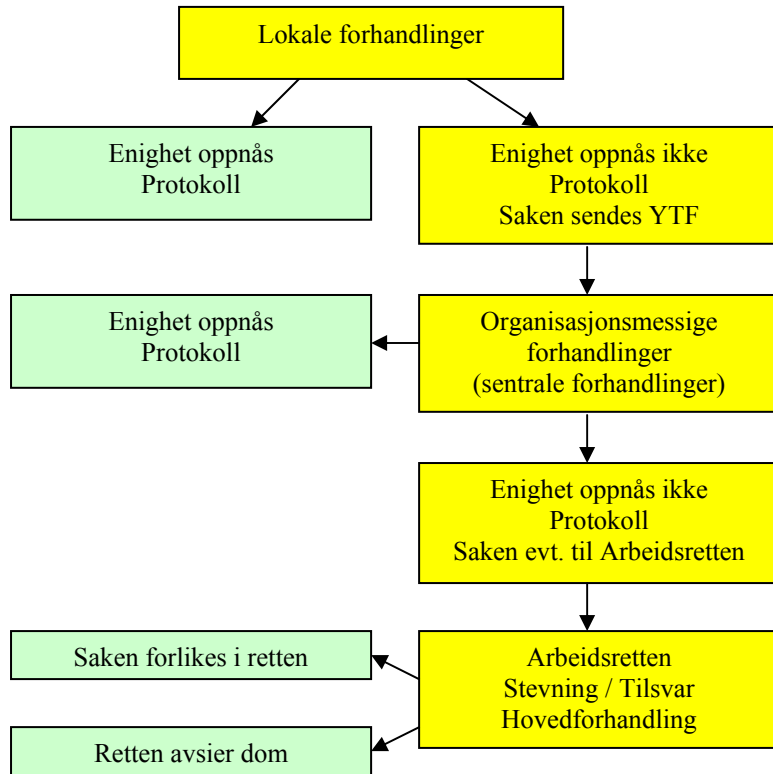 Lokale forhandlinger
Enighet oppnås
Protokoll
Enighet oppnås ikke
Protokoll
Saken sendes YTF
Enighet oppnås
Protokoll
Organisasjonsmessige
forhandlinger
(sentrale forhandlinger)
Enighet oppnås ikke
Protokoll
Saken evt. til Arbeidsretten
Saken forlikes i retten
Arbeidsretten
Stevning / Tilsvar
Hovedforhandling
Retten avsier dom